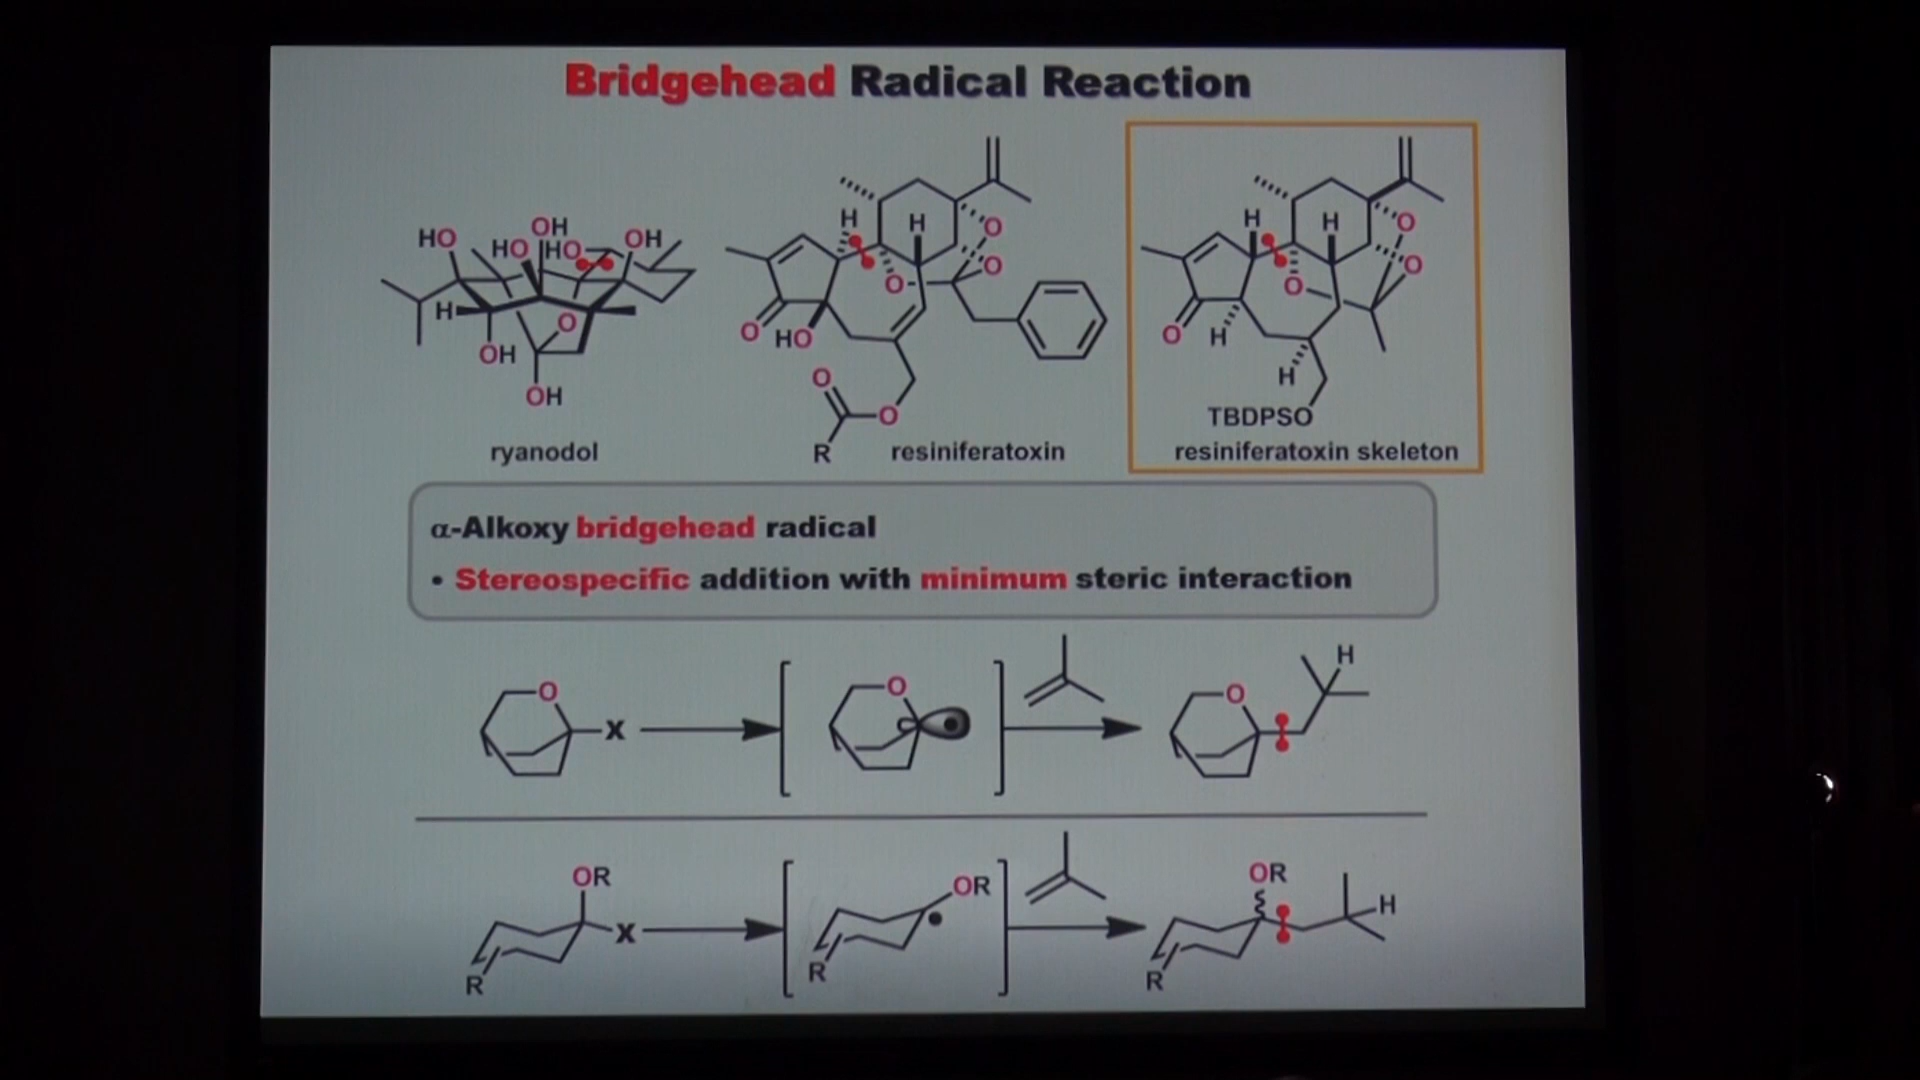 Bridgehead Radical Reaction
HO
OH
HO
HO
OH
H
O
OH
OH
ryanodol
H
H
O
O
O
O
HO
O
O
R
resiniferatoxin
H
H
O
O
O
O
H
H
TBDPSO
resiniferatoxin skeleton
α-Alkoxy bridgehead radical
• Stereospecific addition with minimum steric interaction
O
X
O
O
H
OR
X
R
OR
R
OR
H
R